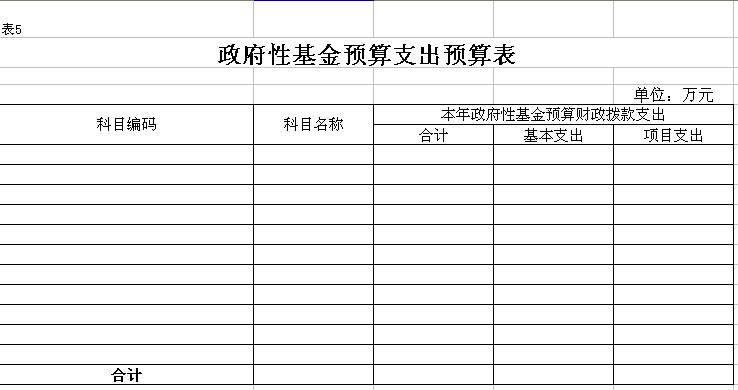 表5
政府性基金预算支出预算表
单位：万元
科目编码 科目名称 本年政府性基金预算财政拨款支出
合计 基本支出 项目支出
合计